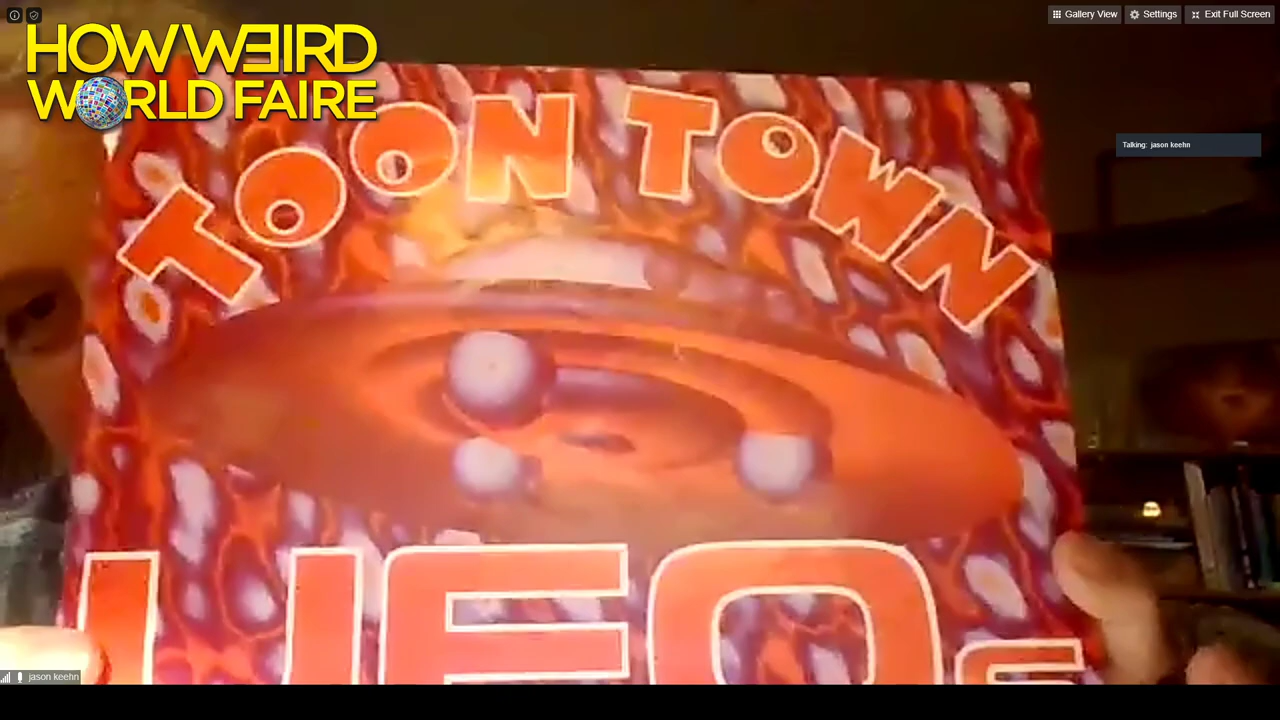 Gallery View Settings Exit Full Screen
HOW WEIRD
WORLD FAIRE
Talking: jason keehn
TOON TOWN
UFOs
jason keehn